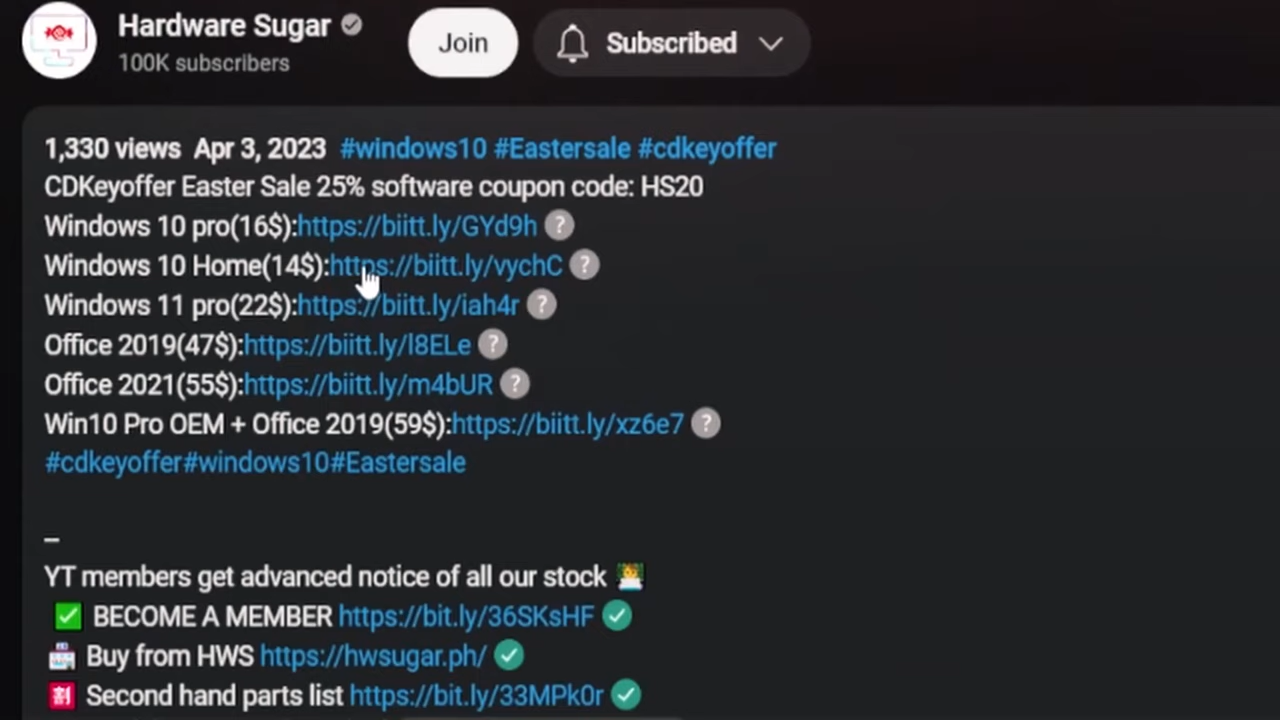 Hardware Sugar
100K subscribers
Join
Subscribed
1,330 views Apr 3, 2023 #windows10 #Eastersale #cdkeyoffer
CDKeyoffer Easter Sale 25% software coupon code: HS20
Windows 10 pro(16$):https://biitt.ly/GYd9h ?
Windows 10 Home(14$):https://biitt.ly/vychC ?
Windows 11 pro(22$):https://biitt.ly/iah4r ?
Office 2019(47$):https://biitt.ly/l8ELe ?
Office 2021(55$):https://biitt.ly/m4bUR ?
Win10 Pro OEM + Office 2019(59$):https://biitt.ly/xz6e7 ?
#cdkeyoffer#windows10#Eastersale
–
YT members get advanced notice of all our stock
BECOME A MEMBER https://bit.ly/36SKsHF
Buy from HWS https://hwsugar.ph/
割 Second hand parts list https://bit.ly/33MPk0r